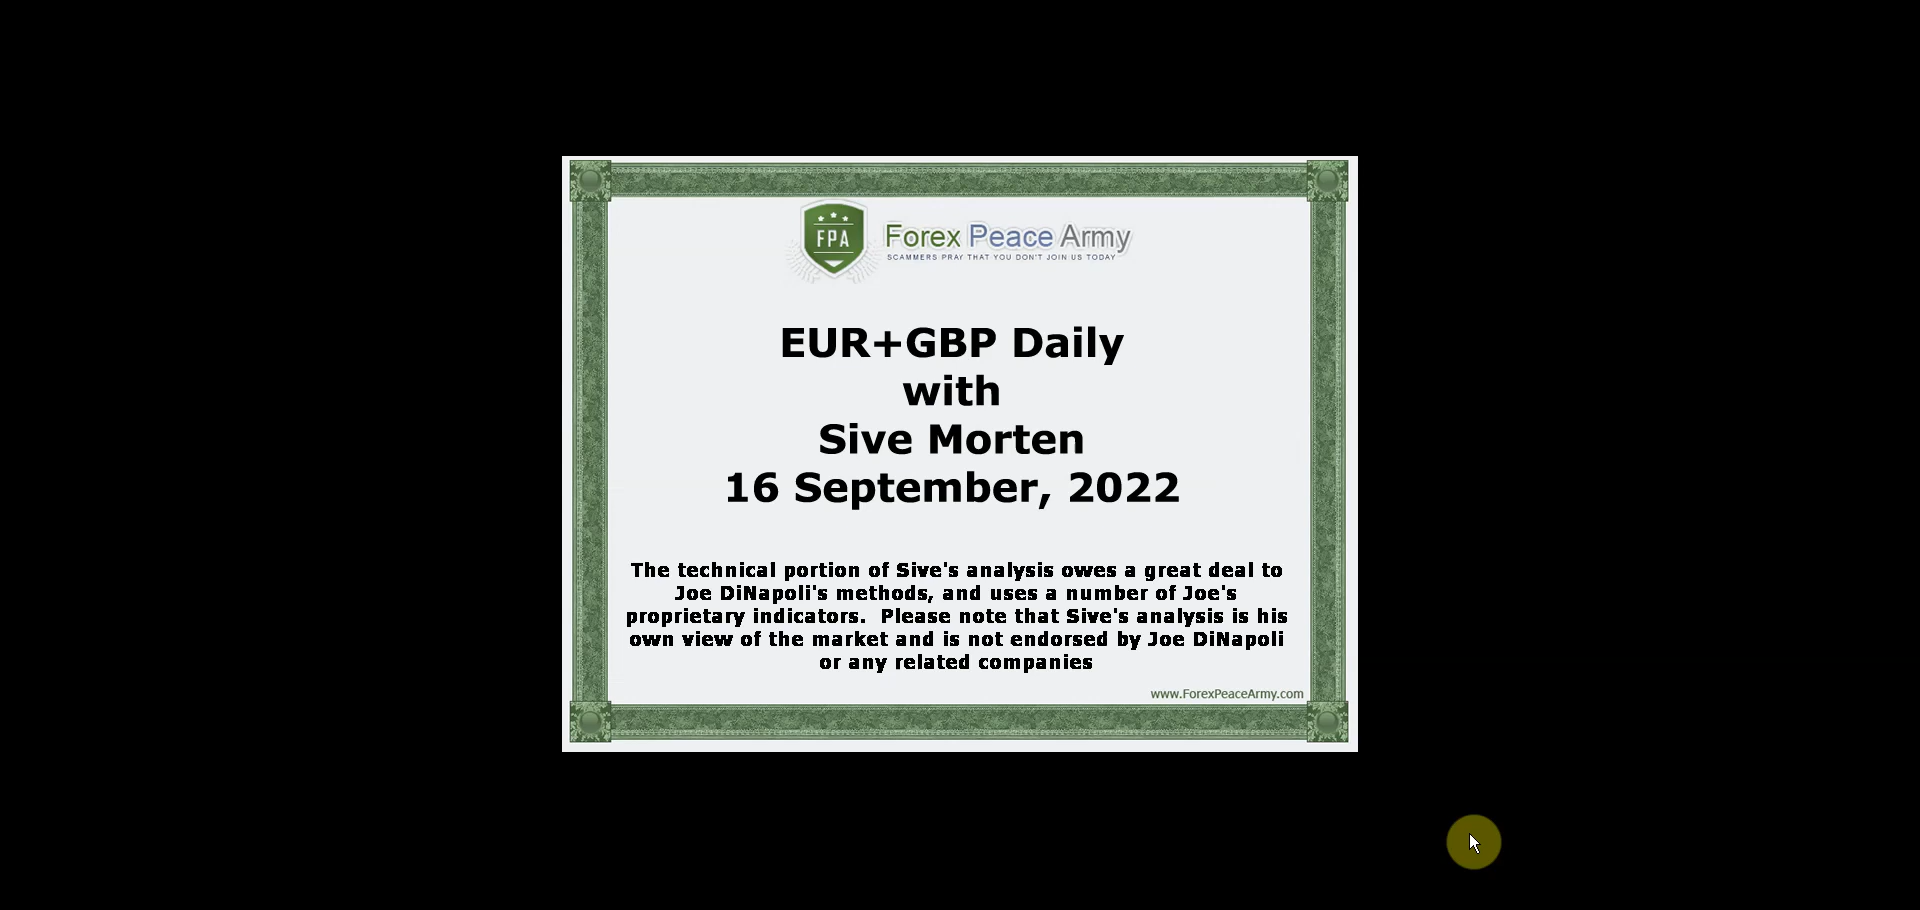 FPA
Forex Peace Army
SCAMMERS PRAY THAT YOU DON'T JOIN US TODAY
EUR+GBP Daily
with
Sive Morten
16 September, 2022
The technical portion of Sive's analysis owes a great deal to
Joe DiNapoli's methods, and uses a number of Joe's
proprietary indicators.  Please note that Sive's analysis is his
own view of the market and is not endorsed by Joe DiNapoli
or any related companies
www.ForexPeaceArmy.com